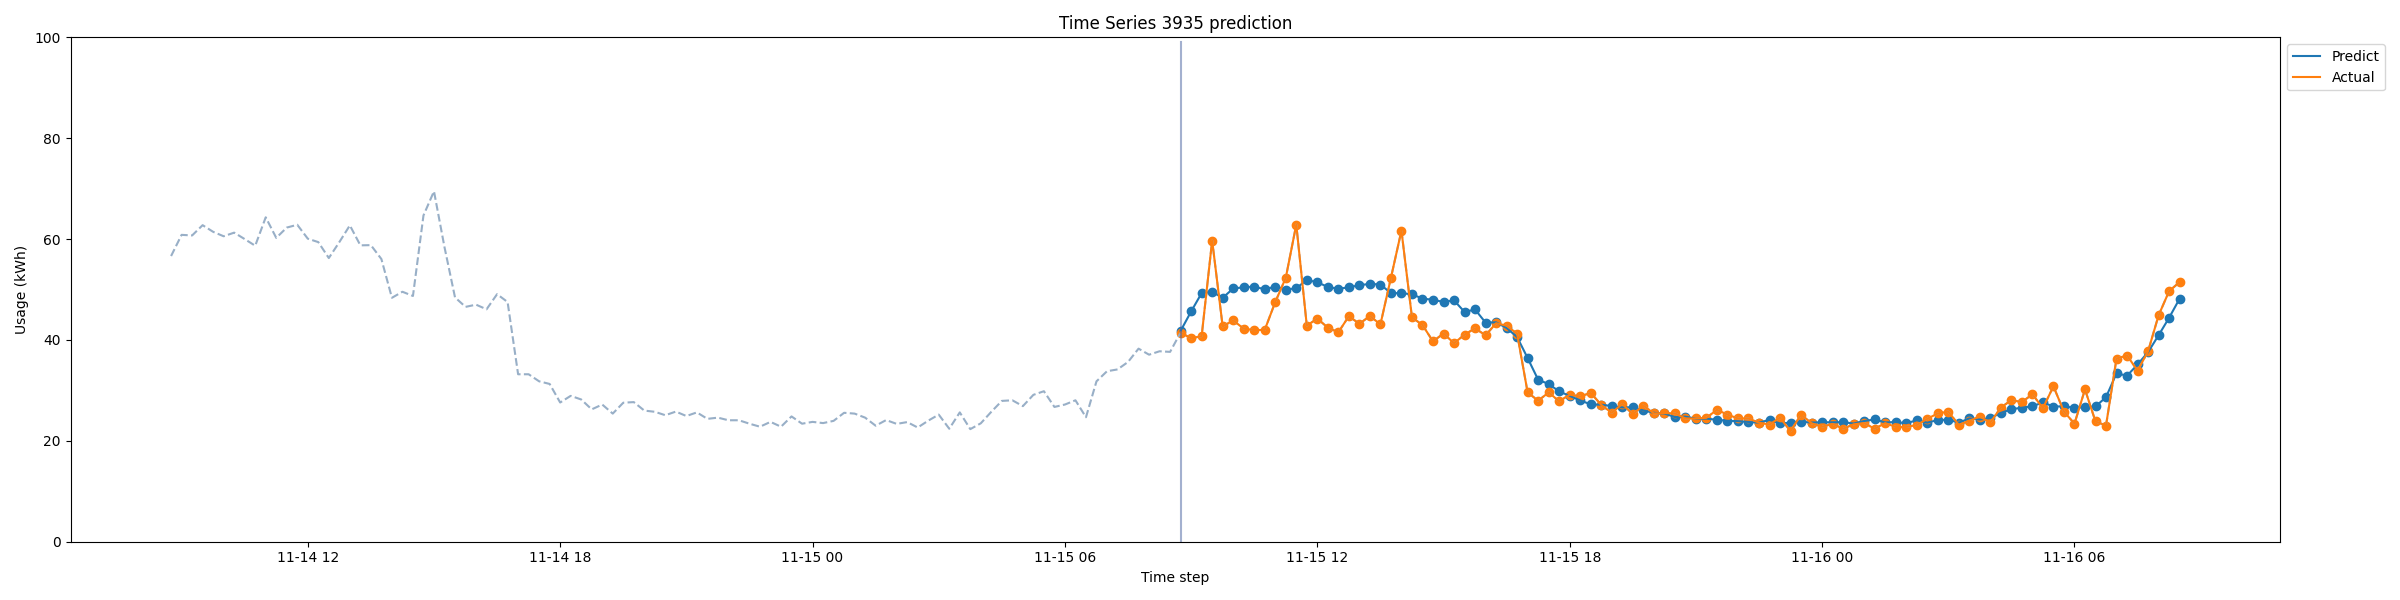 Time Series 3935 prediction
100
80
60
40
20
0
Usage (kWh)
11-14 12
11-14 18
11-15 00
11-15 06
11-15 12
11-15 18
11-16 00
11-16 06
Time step
Predict
Actual